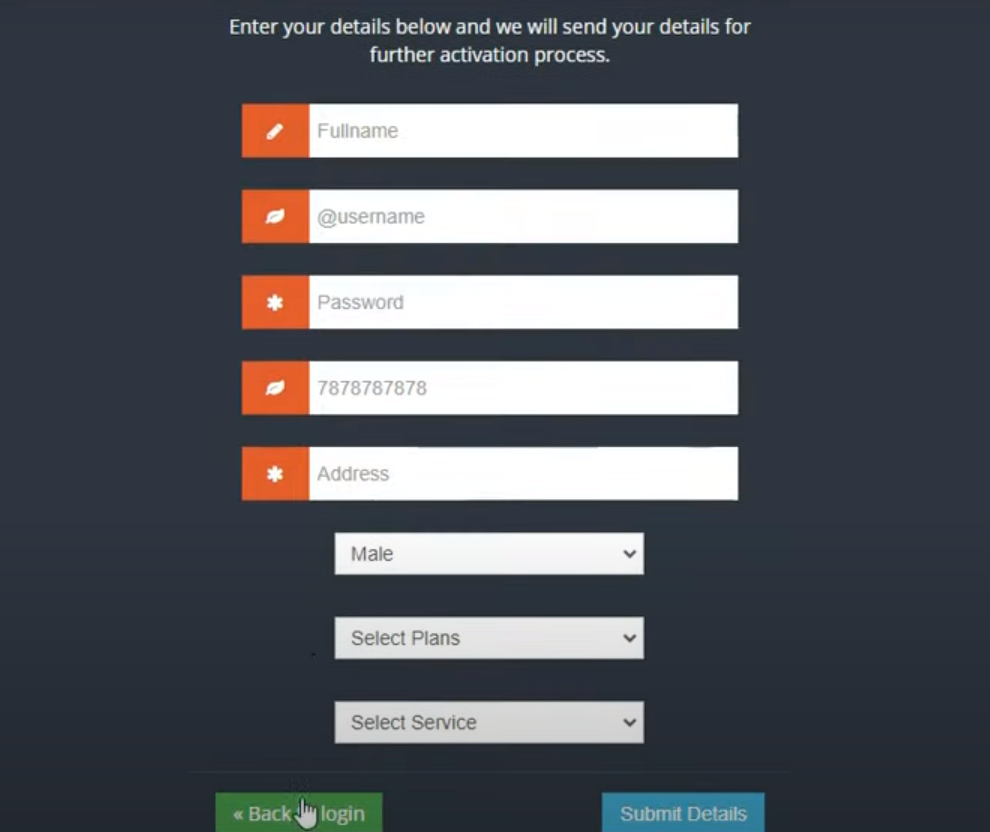 Enter your details below and we will send your details for
further activation process.
Fullname
@username
Password
7878787878
Address
Male
Select Plans
Select Service
« Back login
Submit Details